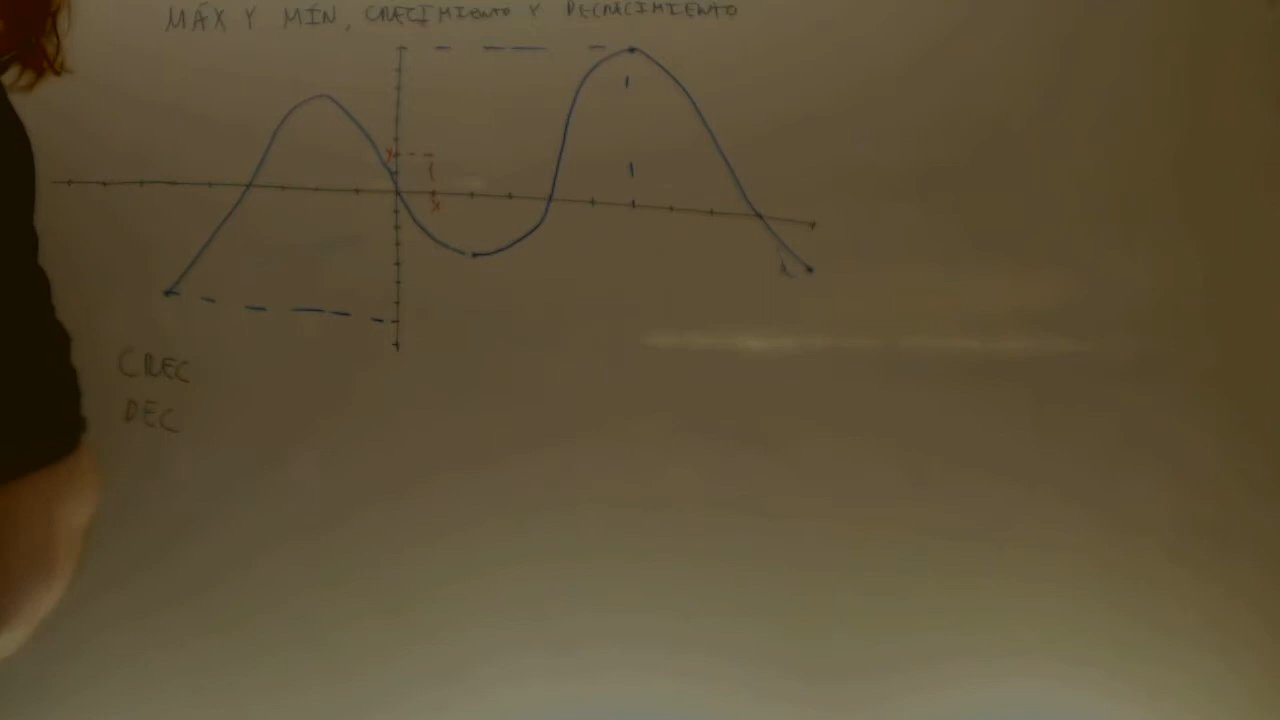 MÁX Y MÍN, CRECIMIENTO Y DECRECIMIENTO
Y
X
CREC
DEC